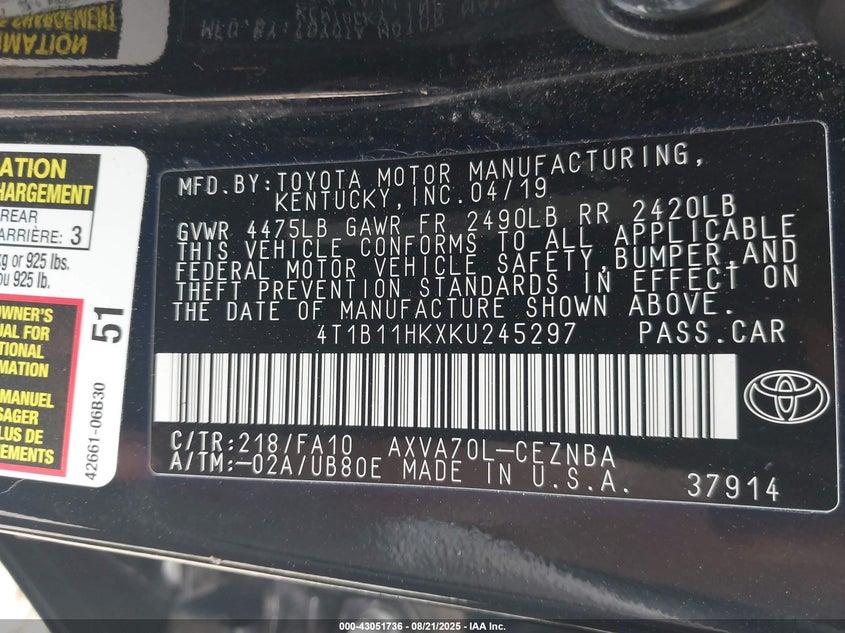 ATION
CHARGEMENT
REAR
ARRIÈRE: 3
kg or 925 lbs.
ou 925 lb.
OWNER'S
UAL FOR
TIONAL
RMATION
MANUEL
SAGER
LUS DE
51
42661-06B30
MFD.BY:TOYOTA MOTOR MANUFACTURING,
KENTUCKY,INC.04/19
GVWR 4475LB GAWR FR 2490LB RR 2420LB
THIS VEHICLE CONFORMS TO ALL APPLICABLE
FEDERAL MOTOR VEHICLE SAFETY,BUMPER,AND
THEFT PREVENTION STANDARDS IN EFFECT ON
THE DATE OF MANUFACTURE SHOWN ABOVE.
4T1B11HKXKU245297 PASS.CAR
C/TR:218/FA10 AXVA70L-CEZNBA
A/TM:-02A/UB80E MADE IN U.S.A. 37914
000-43051736 - 08/21/2025 - IAA Inc.